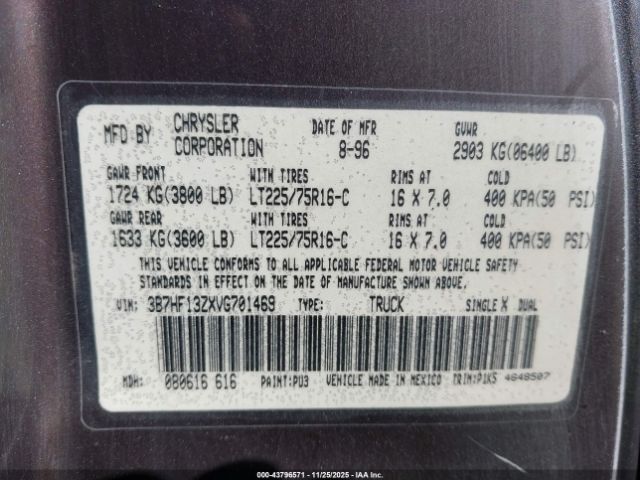 MFD BY CHRYSLER CORPORATION DATE OF MFR 8-96 GVWR 2903 KG(06400 LB)
GAWR FRONT WITH TIRES RIMS AT COLD
1724 KG(3800 LB) LT225/75R16-C 16 X 7.0 400 KPA(50 PSI)
GAWR REAR WITH TIRES RIMS AT COLD
1633 KG(3600 LB) LT225/75R16-C 16 X 7.0 400 KPA(50 PSI)
THIS VEHICLE CONFORMS TO ALL APPLICABLE FEDERAL MOTOR VEHICLE SAFETY
STANDARDS IN EFFECT ON THE DATE OF MANUFACTURE SHOWN ABOVE.
VIN: 3B7HF13ZXVG701469 TYPE: TRUCK SINGLE X DUAL
MDH: 080616 616 PAINT:PU3 VEHICLE MADE IN MEXICO TRIM:P1K5 4648507
000-43796571 - 11/25/2025 - IAA Inc.